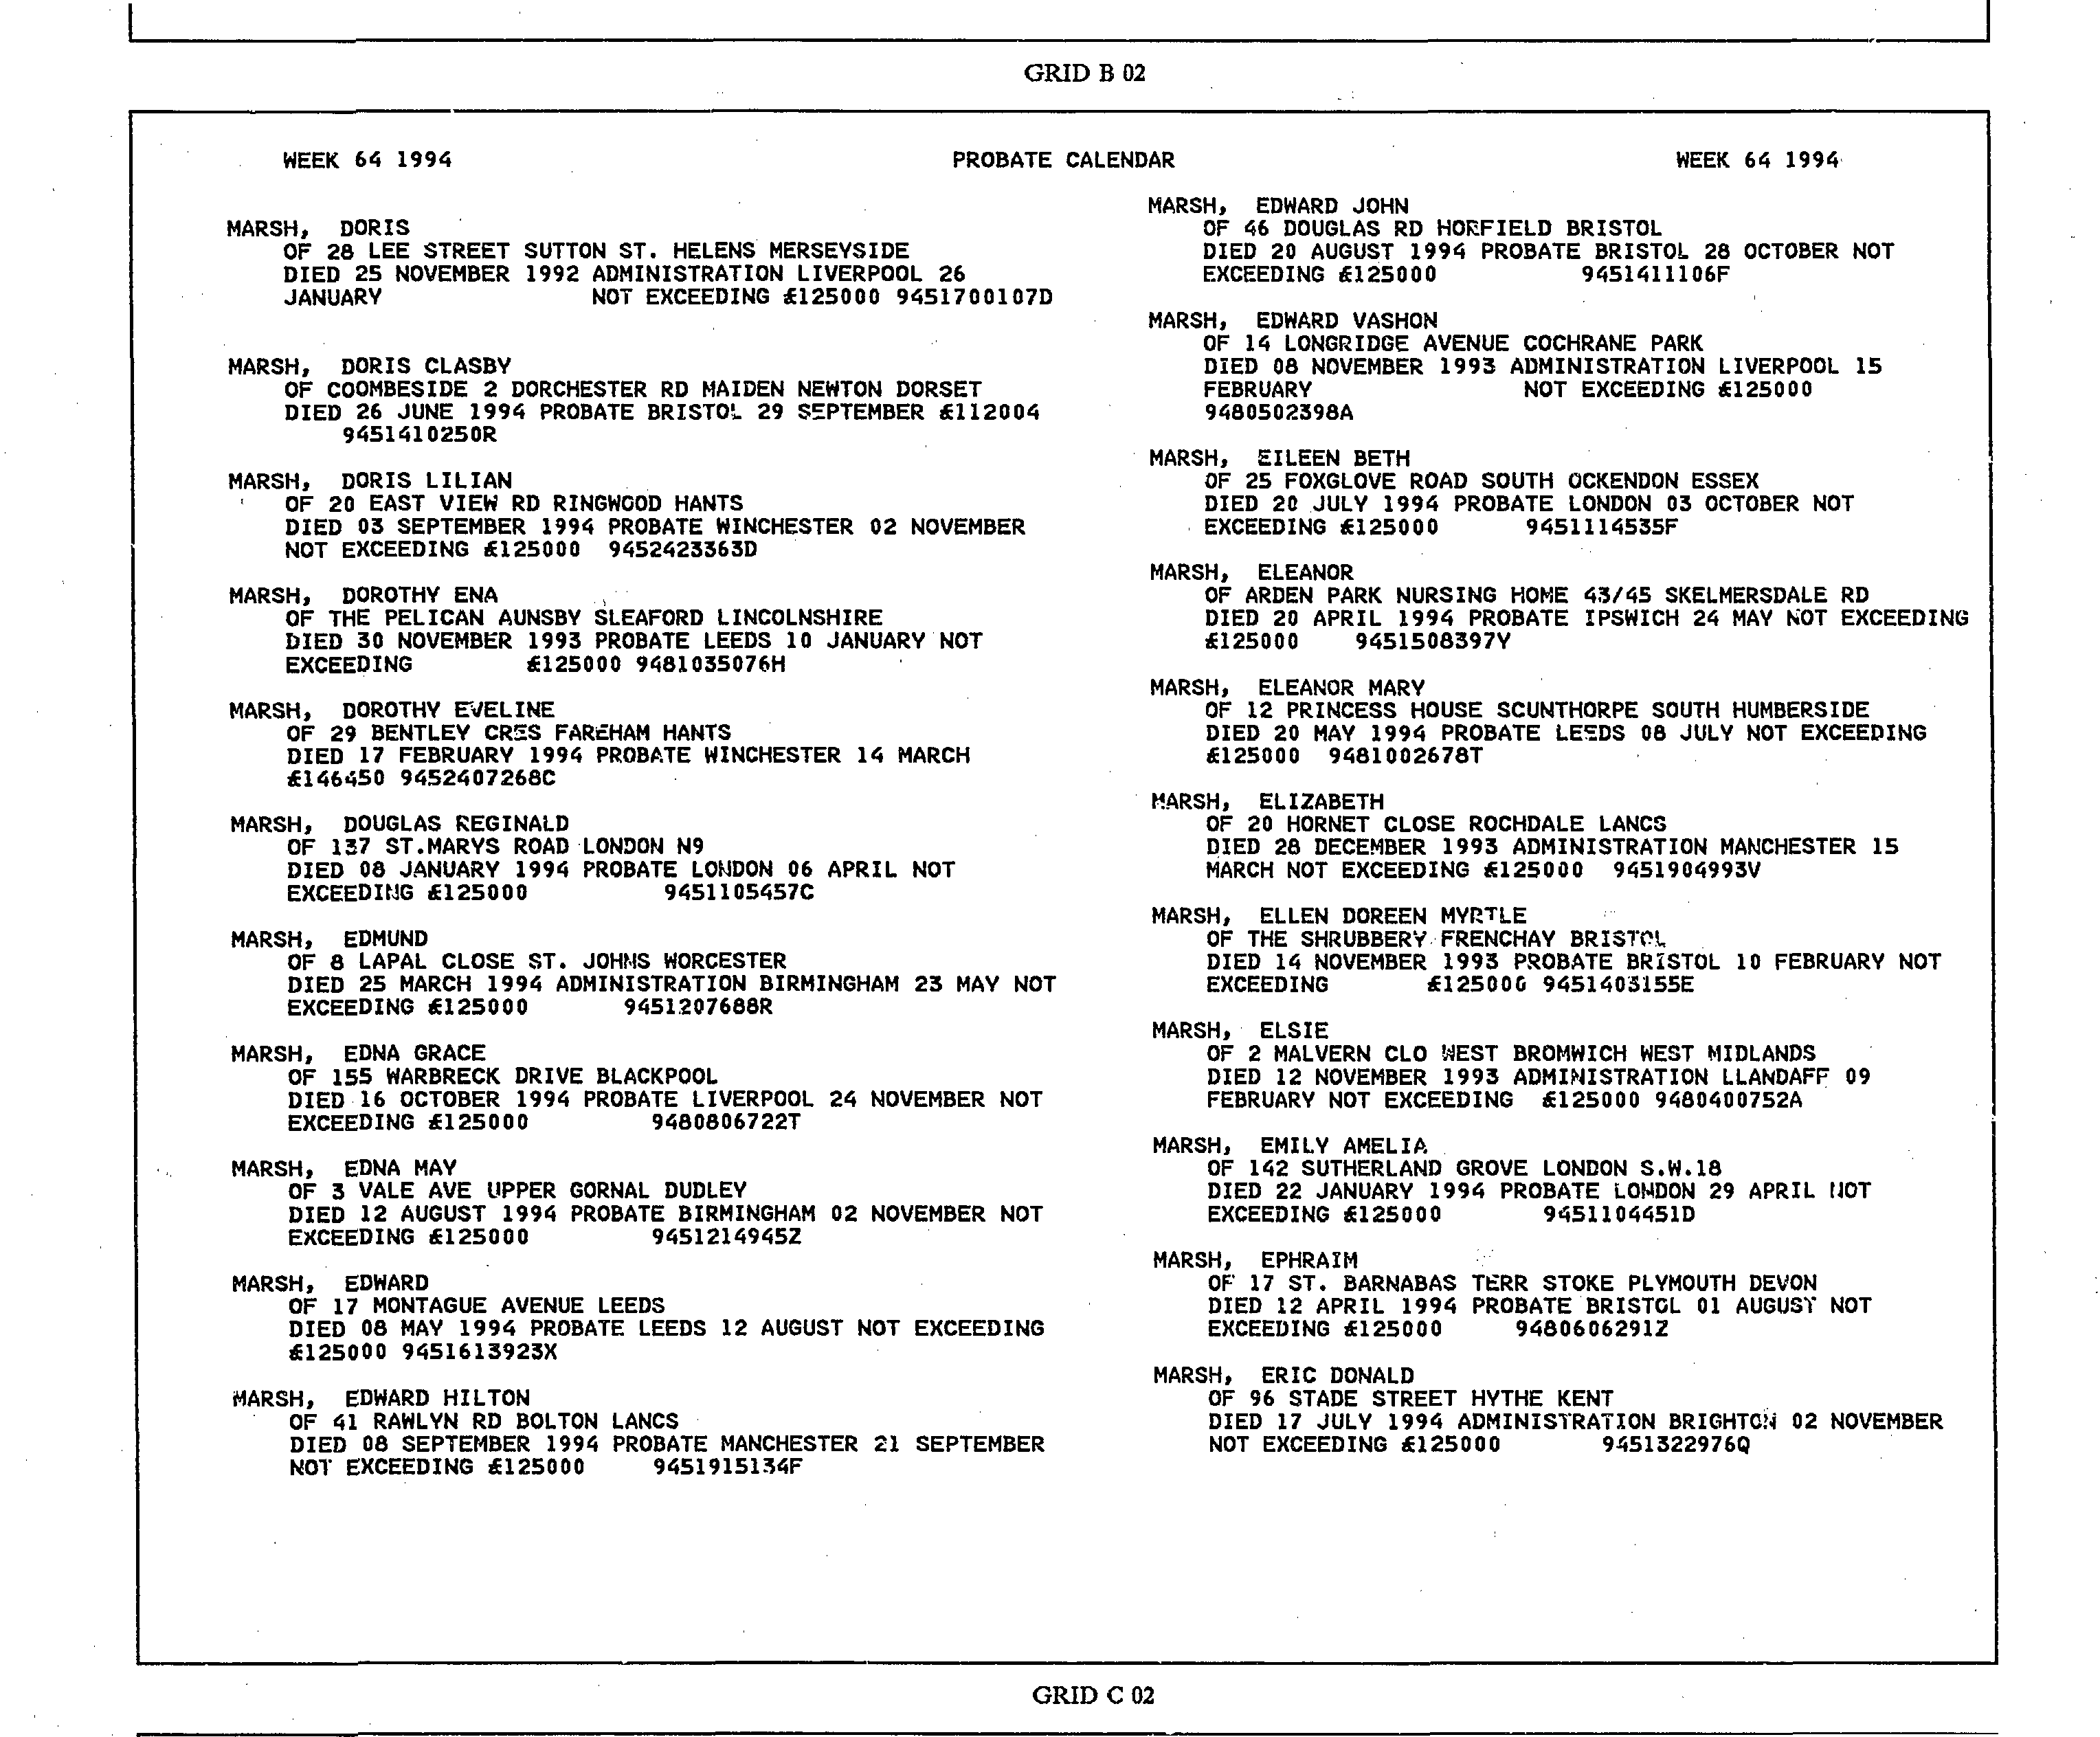 GRID B 02
WEEK 64 1994 PROBATE CALENDAR WEEK 64 1994
MARSH, DORIS
OF 28 LEE STREET SUTTON ST. HELENS MERSEYSIDE
DIED 25 NOVEMBER 1992 ADMINISTRATION LIVERPOOL 26
JANUARY NOT EXCEEDING £125000 9451700107D
MARSH, DORIS CLASBY
OF COOMBESIDE 2 DORCHESTER RD MAIDEN NEWTON DORSET
DIED 26 JUNE 1994 PROBATE BRISTOL 29 SEPTEMBER £112004
9451410250R
MARSH, DORIS LILIAN
OF 20 EAST VIEW RD RINGWOOD HANTS
DIED 03 SEPTEMBER 1994 PROBATE WINCHESTER 02 NOVEMBER
NOT EXCEEDING £125000 9452423363D
MARSH, DOROTHY ENA
OF THE PELICAN AUNSBY SLEAFORD LINCOLNSHIRE
DIED 30 NOVEMBER 1993 PROBATE LEEDS 10 JANUARY NOT
EXCEEDING £125000 9481035076H
MARSH, DOROTHY EVELINE
OF 29 BENTLEY CRES FAREHAM HANTS
DIED 17 FEBRUARY 1994 PROBATE WINCHESTER 14 MARCH
£146450 9452407268C
MARSH, DOUGLAS REGINALD
OF 137 ST.MARYS ROAD LONDON N9
DIED 08 JANUARY 1994 PROBATE LONDON 06 APRIL NOT
EXCEEDING £125000 9451105457C
MARSH, EDMUND
OF 8 LAPAL CLOSE ST. JOHNS WORCESTER
DIED 25 MARCH 1994 ADMINISTRATION BIRMINGHAM 23 MAY NOT
EXCEEDING £125000 9451207688R
MARSH, EDNA GRACE
OF 155 WARBRECK DRIVE BLACKPOOL
DIED 16 OCTOBER 1994 PROBATE LIVERPOOL 24 NOVEMBER NOT
EXCEEDING £125000 9480806722T
MARSH, EDNA MAY
OF 3 VALE AVE UPPER GORNAL DUDLEY
DIED 12 AUGUST 1994 PROBATE BIRMINGHAM 02 NOVEMBER NOT
EXCEEDING £125000 9451214945Z
MARSH, EDWARD
OF 17 MONTAGUE AVENUE LEEDS
DIED 08 MAY 1994 PROBATE LEEDS 12 AUGUST NOT EXCEEDING
£125000 9451613923X
MARSH, EDWARD HILTON
OF 41 RAWLYN RD BOLTON LANCS
DIED 08 SEPTEMBER 1994 PROBATE MANCHESTER 21 SEPTEMBER
NOT EXCEEDING £125000 9451915134F
MARSH, EDWARD JOHN
OF 46 DOUGLAS RD HORFIELD BRISTOL
DIED 20 AUGUST 1994 PROBATE BRISTOL 28 OCTOBER NOT
EXCEEDING £125000 9451411106F
MARSH, EDWARD VASHON
OF 14 LONGRIDGE AVENUE COCHRANE PARK
DIED 08 NOVEMBER 1993 ADMINISTRATION LIVERPOOL 15
FEBRUARY NOT EXCEEDING £125000
9480502398A
MARSH, EILEEN BETH
OF 25 FOXGLOVE ROAD SOUTH OCKENDON ESSEX
DIED 20 JULY 1994 PROBATE LONDON 03 OCTOBER NOT
EXCEEDING £125000 9451114535F
MARSH, ELEANOR
OF ARDEN PARK NURSING HOME 43/45 SKELMERSDALE RD
DIED 20 APRIL 1994 PROBATE IPSWICH 24 MAY NOT EXCEEDING
£125000 9451508397Y
MARSH, ELEANOR MARY
OF 12 PRINCESS HOUSE SCUNTHORPE SOUTH HUMBERSIDE
DIED 20 MAY 1994 PROBATE LEEDS 08 JULY NOT EXCEEDING
£125000 9481002678T
MARSH, ELIZABETH
OF 20 HORNET CLOSE ROCHDALE LANCS
DIED 28 DECEMBER 1993 ADMINISTRATION MANCHESTER 15
MARCH NOT EXCEEDING £125000 9451904993V
MARSH, ELLEN DOREEN MYRTLE
OF THE SHRUBBERY FRENCHAY BRISTOL
DIED 14 NOVEMBER 1993 PROBATE BRISTOL 10 FEBRUARY NOT
EXCEEDING £125000 9451403155E
MARSH, ELSIE
OF 2 MALVERN CLO WEST BROMWICH WEST MIDLANDS
DIED 12 NOVEMBER 1993 ADMINISTRATION LLANDAFF 09
FEBRUARY NOT EXCEEDING £125000 9480400752A
MARSH, EMILY AMELIA
OF 142 SUTHERLAND GROVE LONDON S.W.18
DIED 22 JANUARY 1994 PROBATE LONDON 29 APRIL NOT
EXCEEDING £125000 9451104451D
MARSH, EPHRAIM
OF 17 ST. BARNABAS TERR STOKE PLYMOUTH DEVON
DIED 12 APRIL 1994 PROBATE BRISTOL 01 AUGUST NOT
EXCEEDING £125000 9480606291Z
MARSH, ERIC DONALD
OF 96 STADE STREET HYTHE KENT
DIED 17 JULY 1994 ADMINISTRATION BRIGHTON 02 NOVEMBER
NOT EXCEEDING £125000 9451322976Q
GRID C 02